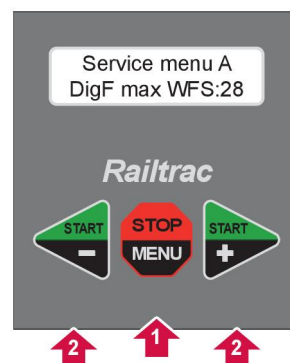 Service menu A
DigF max WFS:28
Railtrac
START STOP START
- MENU +
2 1 2